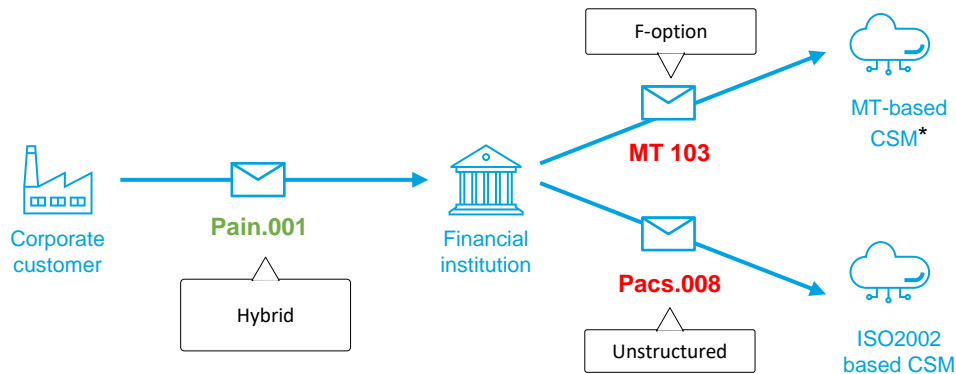 F-option
MT-based
CSM*
MT 103
Pain.001
Corporate
customer
Financial
institution
Hybrid
Pacs.008
Unstructured
ISO2002
based CSM